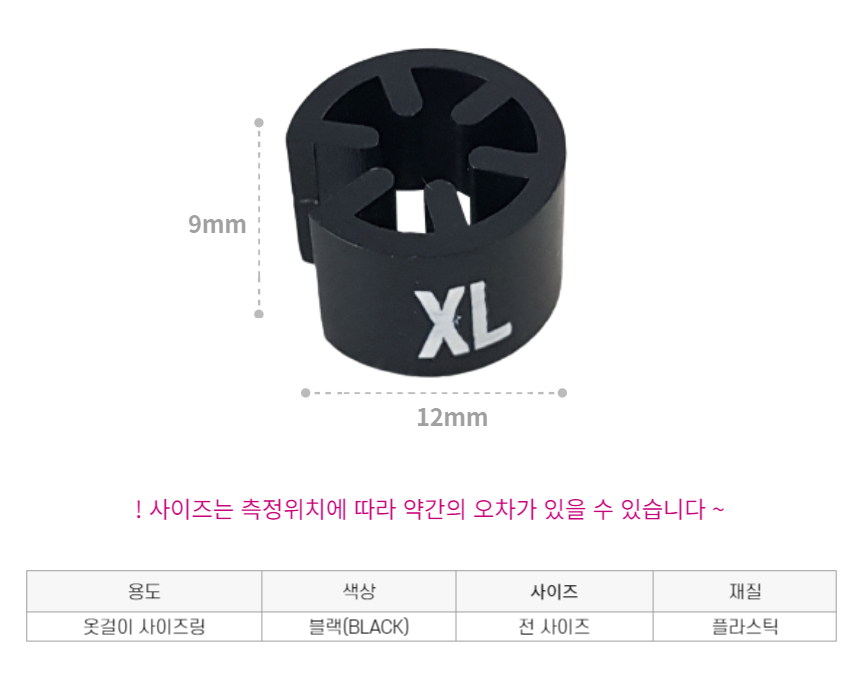 9mm
XL
12mm
! 사이즈는 측정위치에 따라 약간의 오차가 있을 수 있습니다 ~
용도 색상 사이즈 재질
옷걸이 사이즈링 블랙(BLACK) 전 사이즈 플라스틱